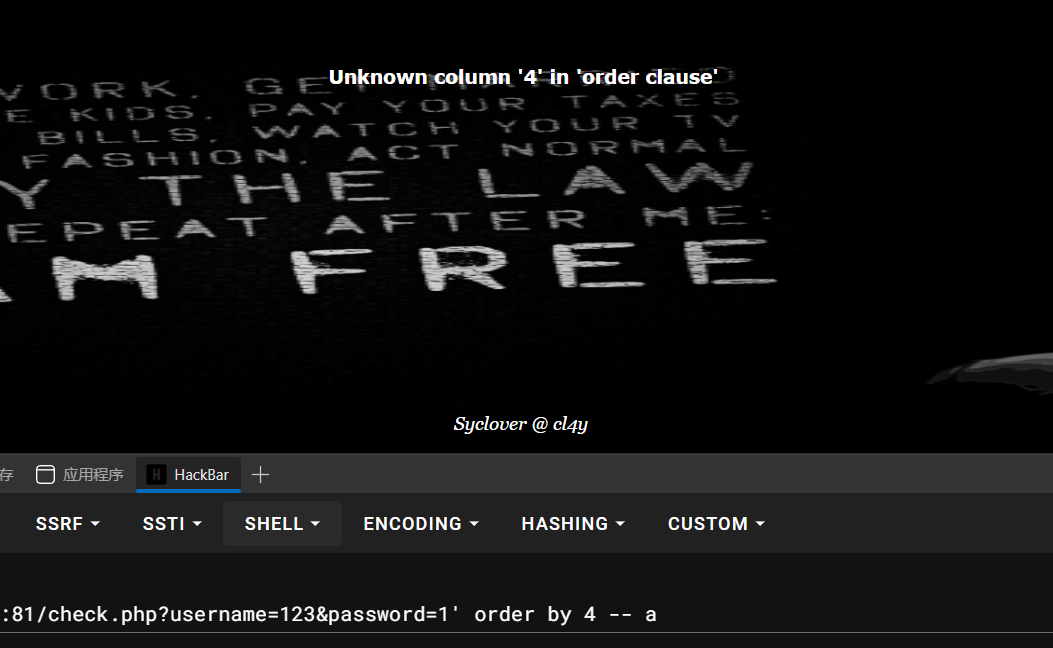 Unknown column '4' in 'order clause'
WORK. GET
E KIDS. PAY YOUR TAXES
BILLS. WATCH YOUR TV
FASHION. ACT NORMAL
Y THE LAW
EPEAT AFTER ME:
AM FREE
Syclover @ cl4y
存 应用程序 HackBar
SSRF SSTI SHELL ENCODING HASHING CUSTOM
:81/check.php?username=123&password=1' order by 4 -- a